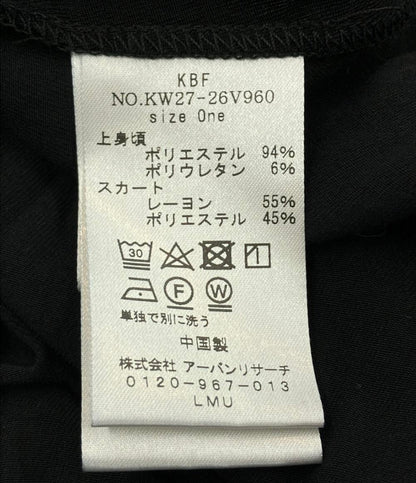 KBF
NO.KW27-26V960
size One
上身頃
ポリエステル 94%
ポリウレタン 6%
スカート
レーヨン 55%
ポリエステル 45%
30
F W
単独で別に洗う
中国製
株式会社 アーバンリサーチ
0120-967-013
LMU